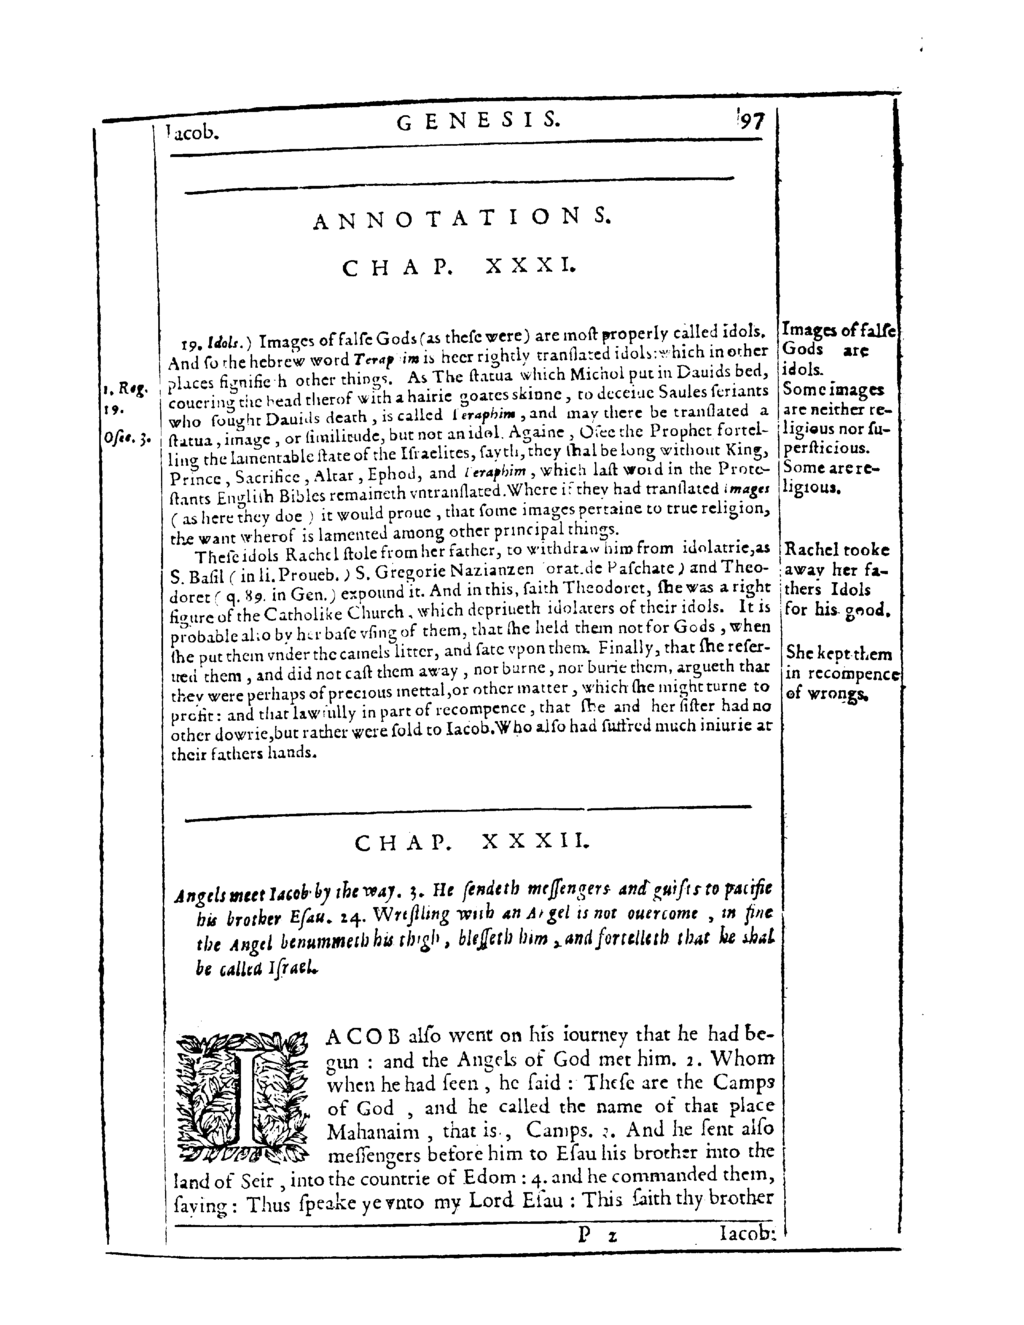 Iacob.
GENESIS.
97
ANNOTATIONS.
CHAP. XXXI.
19. Idols.) Images of falſe Gods (as theſe were) are moſt properly called idols.
And ſo the hebrew word Teraphim is heer rightly tranſlated idols: which in other
places ſignifieth other things. As The ſtatua which Michol put in Dauids bed,
couering the head therof with a hairie goates skinne, to deceiue Saules ſeruants
who ſought Dauids death, is called Teraphim, and may there be tranſlated a
ſtatua, image, or ſimilitude, but not an idol. Againe, Oſee the Prophet fortel-
ling the lamentable ſtate of the Iſraelites, ſayth, they ſhal be long without King,
Prince, Sacrifice, Altar, Ephod, and Teraphim, which laſt word in the Prote-
ſtants Engliſh Bibles remaineth vntranſlated. Where if they had tranſlated images
(as here they doe) it would proue, that ſome images pertaine to true religion,
the want wherof is lamented among other principal things.
Theſe idols Rachel ſtole from her father, to withdraw him from idolatrie, as
S. Baſil (in li. Proueb.) S. Gregorie Nazianzen orat. de Paſchate) and Theo-
doret (q. 89. in Gen.) expound it. And in this, ſaith Theodoret, ſhe was a right
figure of the Catholike Church, which depriueth idolaters of their idols. It is
probable alſo by her baſe vſing of them, that ſhe held them not for Gods, when
ſhe put them vnder the camels litter, and ſate vpon them. Finally, that ſhe reſer-
ued them, and did not caſt them away, nor burne, nor burie them, argueth that
they were perhaps of precious mettal, or other matter, which ſhe might turne to
profit: and that lawfully in part of recompence, that ſhe and her ſiſter had no
other dowrie, but rather were ſold to Iacob. Who alſo had ſuffred much iniurie at
their fathers hands.
1. Reg.
19.
Oſee. 3.
Images of falſe
Gods are
idols.
Some images
are neither re-
ligious nor ſu-
perſticious.
Some are re-
ligious.
Rachel tooke
away her fa-
thers Idols
for his good.
She kept them
in recompence
of wrongs.
CHAP. XXXII.
Angels meet Iacob by the way. 3. He ſendeth meſſengers and guifts to pacifie
his brother Eſau. 24. Wreſtling with an Angel is not ouercome, in fine
the Angel benummeth his thigh, bleſſeth him, and fortelleth that he shal
be called Iſrael.
IACOB alſo went on his iourney that he had be-
gun: and the Angels of God met him. 2. Whom
when he had ſeen, he ſaid: Theſe are the Camps
of God, and he called the name of that place
Mahanaim, that is, Camps. 3. And he ſent alſo
meſſengers before him to Eſau his brother into the
land of Seir, into the countrie of Edom: 4. and he commanded them,
ſaying: Thus ſpeake ye vnto my Lord Eſau: This ſaith thy brother
P 2
Iacob: